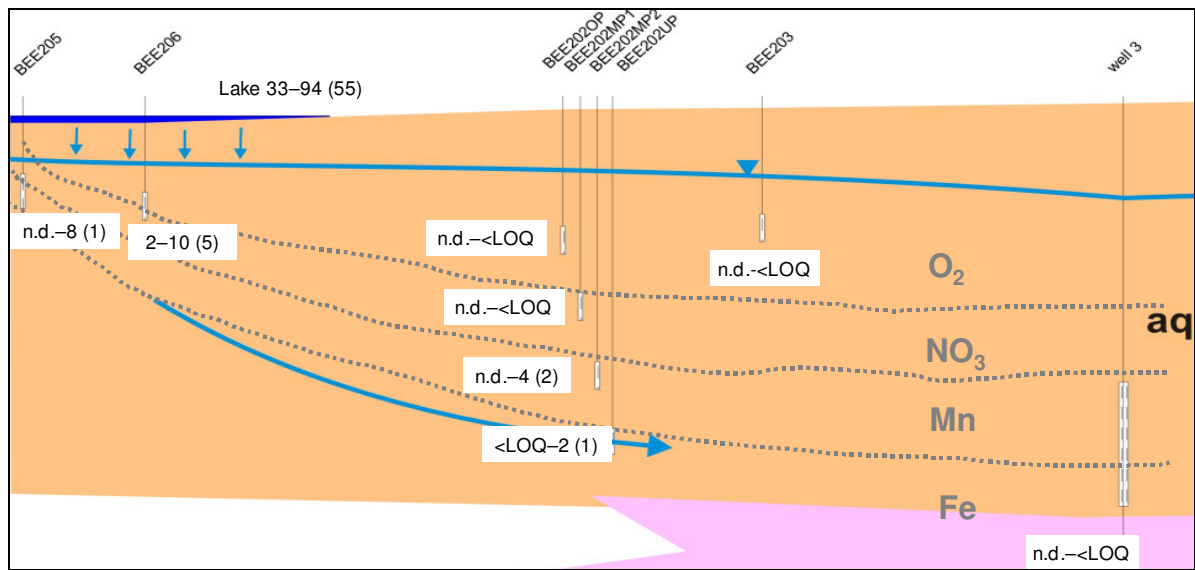 BEE205
BEE206
BEE202OP
BEE202MP1
BEE202MP2
BEE202UP
BEE203
well 3
Lake 33–94 (55)
n.d.–8 (1)
2–10 (5)
n.d.–<LOQ
n.d.-<LOQ
O2
n.d.–<LOQ
aq
NO3
n.d.–4 (2)
Mn
<LOQ–2 (1)
Fe
n.d.–<LOQ